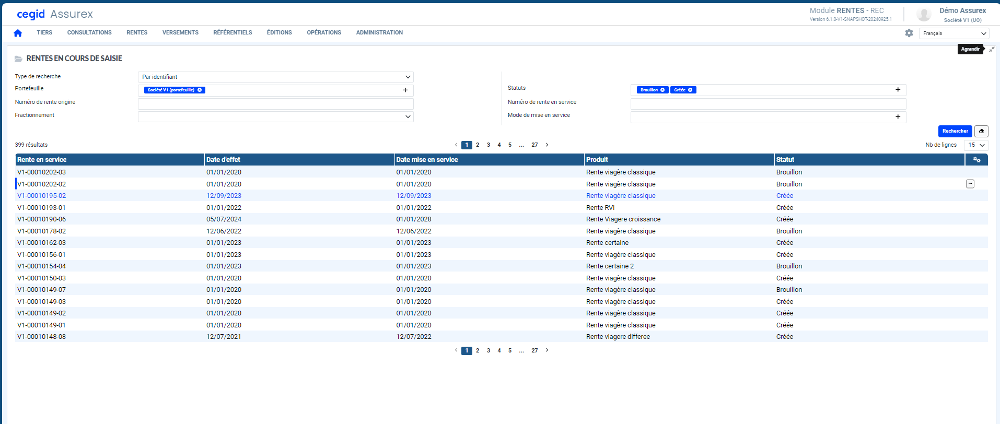 cegid Assurex
Module RENTES - REC
Version 6.1.0-V1-SNAPSHOT-20240925.1
Démo Assurex
Société V1 (UO)
TIERS CONSULTATIONS RENTES VERSEMENTS RÉFÉRENTIELS ÉDITIONS OPÉRATIONS ADMINISTRATION
Français
Agrandir
RENTES EN COURS DE SAISIE
Type de recherche Par identifiant
Portefeuille Société V1 (portefeuille)
Statuts Brouillon Créée
Numéro de rente origine
Numéro de rente en service
Fractionnement
Mode de mise en service
Rechercher
399 résultats
1 2 3 4 5 ... 27
Nb de lignes 15
Rente en service Date d'effet Date mise en service Produit Statut
V1-00010202-03 01/01/2020 01/01/2020 Rente viagère classique Brouillon
V1-00010202-02 01/01/2020 01/01/2020 Rente viagère classique Brouillon
V1-00010195-02 12/09/2023 12/09/2023 Rente viagère classique Créée
V1-00010193-01 01/01/2022 01/01/2022 Rente RVI Créée
V1-00010190-06 05/07/2024 01/01/2028 Rente Viagere croissance Créée
V1-00010178-02 12/06/2022 12/06/2022 Rente viagère classique Brouillon
V1-00010162-03 01/01/2023 01/01/2023 Rente certaine Créée
V1-00010156-01 01/01/2023 01/01/2023 Rente viagère classique Créée
V1-00010154-04 01/01/2023 01/01/2023 Rente certaine 2 Brouillon
V1-00010150-03 01/01/2020 01/01/2020 Rente viagère classique Créée
V1-00010149-07 01/01/2020 01/01/2020 Rente viagère classique Brouillon
V1-00010149-03 01/01/2020 01/01/2020 Rente viagère classique Créée
V1-00010149-02 01/01/2020 01/01/2020 Rente viagère classique Créée
V1-00010149-01 01/01/2020 01/01/2020 Rente viagère classique Créée
V1-00010148-08 12/07/2021 12/07/2022 Rente viagere differee Créée
1 2 3 4 5 ... 27